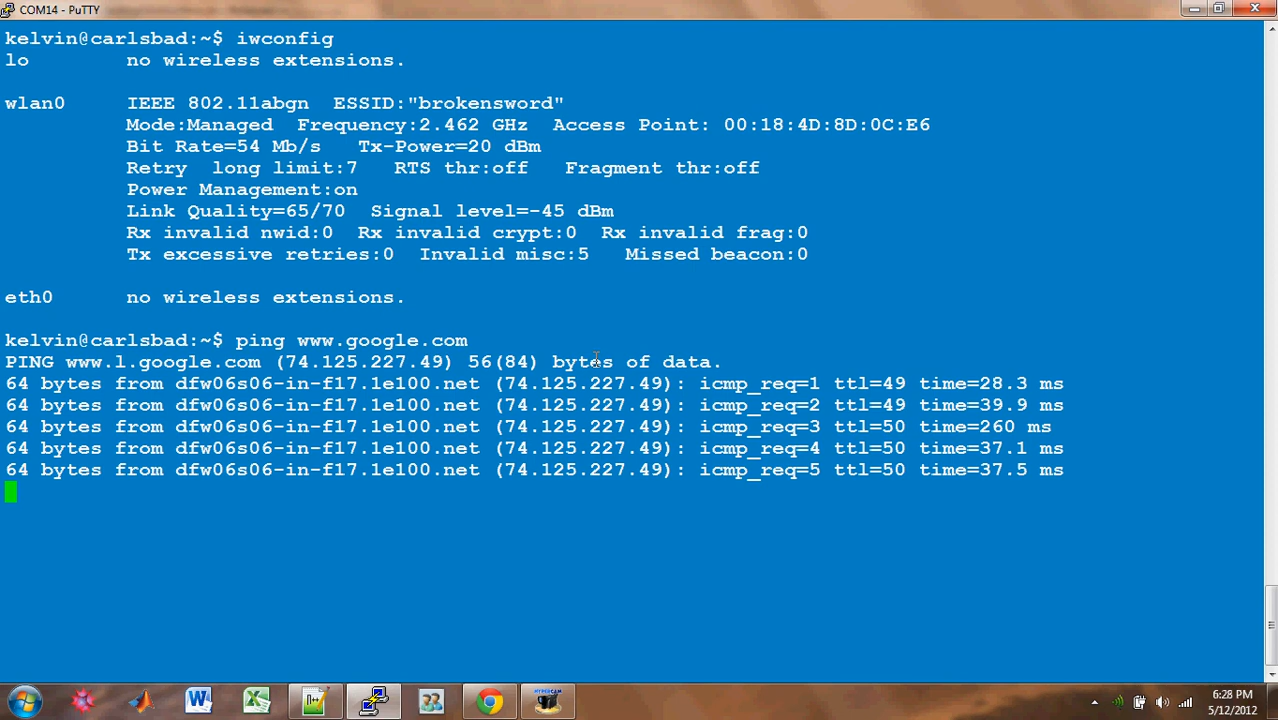 COM14 - PuTTY
kelvin@carlsbad:~$ iwconfig
lo        no wireless extensions.
wlan0     IEEE 802.11abgn  ESSID:"brokensword"
Mode:Managed  Frequency:2.462 GHz  Access Point: 00:18:4D:8D:0C:E6
Bit Rate=54 Mb/s   Tx-Power=20 dBm
Retry  long limit:7   RTS thr:off   Fragment thr:off
Power Management:on
Link Quality=65/70  Signal level=-45 dBm
Rx invalid nwid:0  Rx invalid crypt:0  Rx invalid frag:0
Tx excessive retries:0  Invalid misc:5   Missed beacon:0
eth0      no wireless extensions.
kelvin@carlsbad:~$ ping www.google.com
PING www.l.google.com (74.125.227.49) 56(84) bytes of data.
64 bytes from dfw06s06-in-f17.1e100.net (74.125.227.49): icmp_req=1 ttl=49 time=28.3 ms
64 bytes from dfw06s06-in-f17.1e100.net (74.125.227.49): icmp_req=2 ttl=49 time=39.9 ms
64 bytes from dfw06s06-in-f17.1e100.net (74.125.227.49): icmp_req=3 ttl=50 time=260 ms
64 bytes from dfw06s06-in-f17.1e100.net (74.125.227.49): icmp_req=4 ttl=50 time=37.1 ms
64 bytes from dfw06s06-in-f17.1e100.net (74.125.227.49): icmp_req=5 ttl=50 time=37.5 ms
6:28 PM
5/12/2012